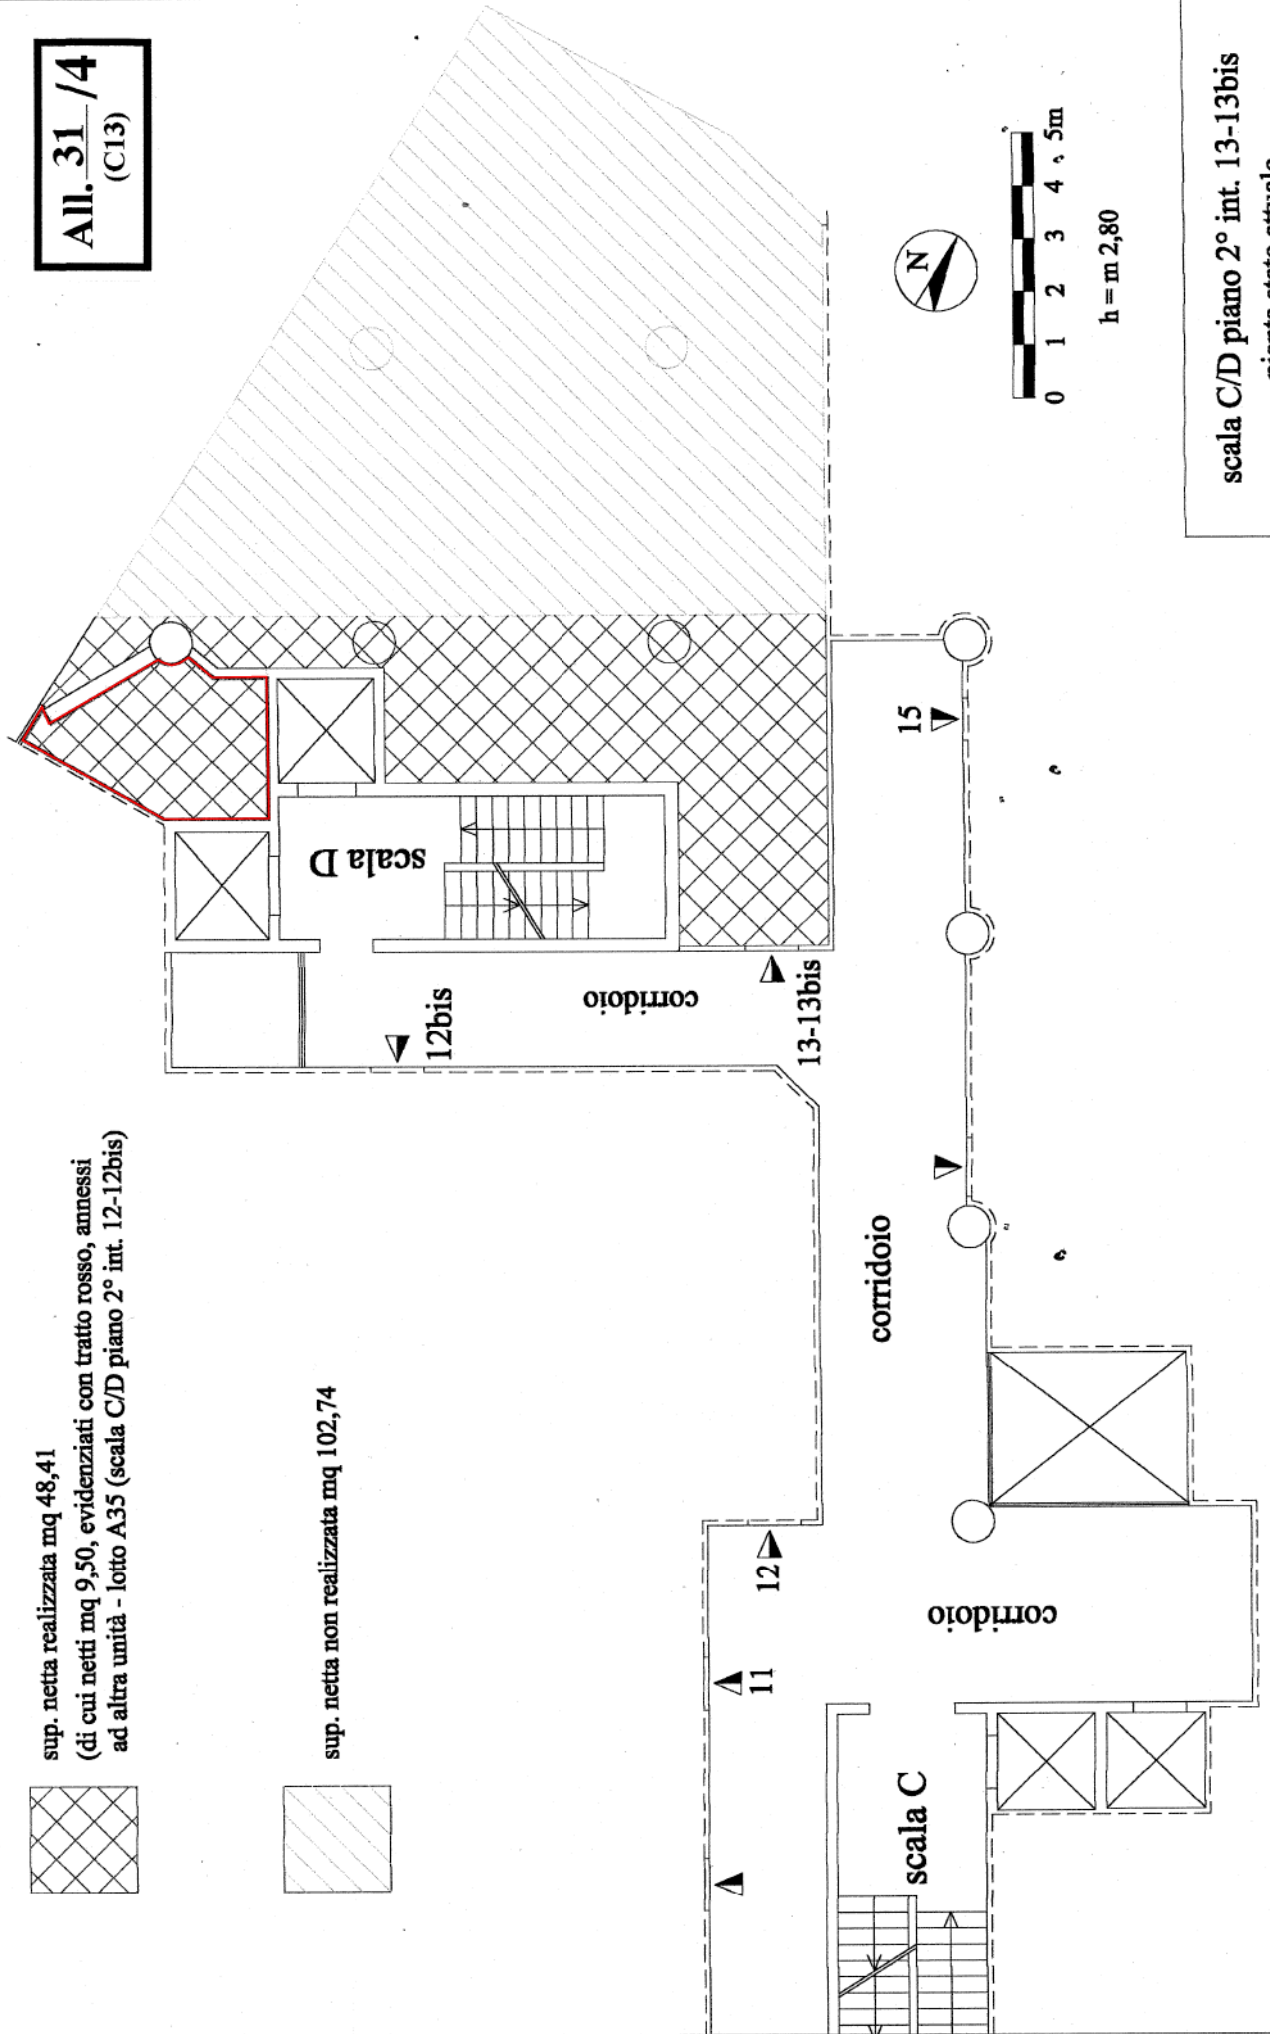 All. 31 /4
(C13)
sup. netta realizzata mq 48,41
(di cui netti mq 9,50, evidenziati con tratto rosso, annessi
ad altra unità - lotto A35 (scala C/D piano 2° int. 12-12bis)
sup. netta non realizzata mq 102,74
scala D
12bis
corridoio
13-13bis
15
corridoio
12
11
corridoio
scala C
N
0 1 2 3 4 5m
h = m 2,80
scala C/D piano 2° int. 13-13bis
pianta stato attuale